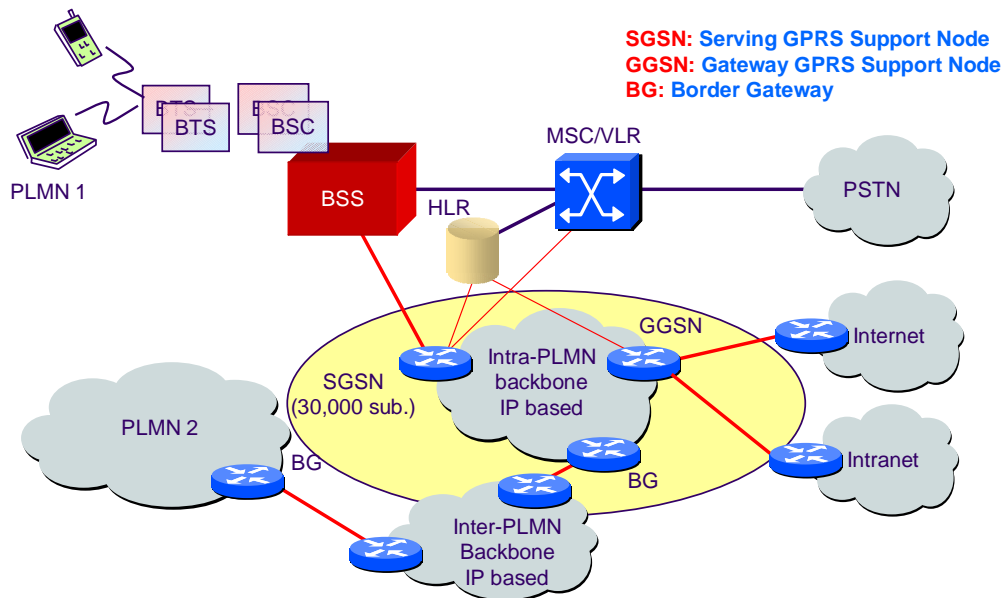 SGSN: Serving GPRS Support Node
GGSN: Gateway GPRS Support Node
BG: Border Gateway
BTS
BSC
BTS
BSC
MSC/VLR
PLMN 1
BSS
HLR
PSTN
GGSN
Internet
Intra-PLMN
backbone
IP based
SGSN
(30,000 sub.)
PLMN 2
BG
BG
Intranet
Inter-PLMN
Backbone
IP based